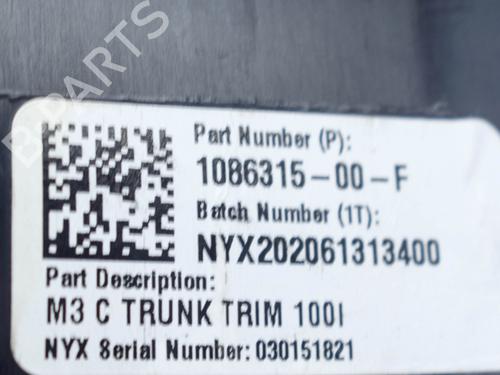 B-PARTS
Part Number (P):
1086315-00-F
Batch Number (1T):
NYX202061313400
Part Description:
M3 C TRUNK TRIM 100I
NYX Serial Number: 030151821